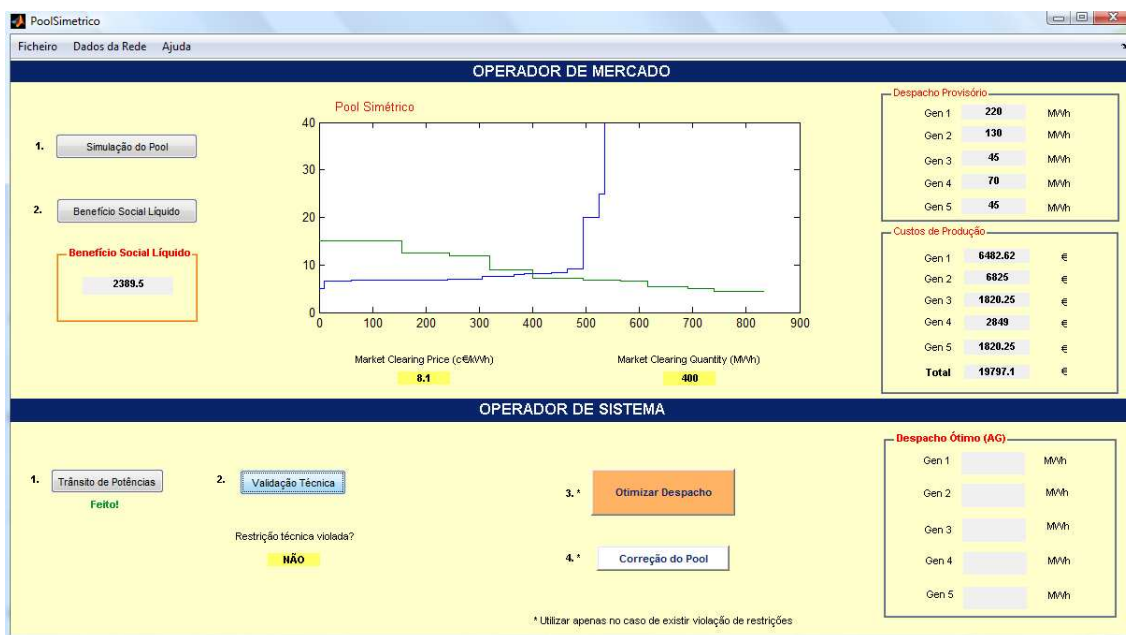 PoolSimetrico
Ficheiro Dados da Rede Ajuda
OPERADOR DE MERCADO
1. Simulação do Pool
2. Benefício Social Líquido
Benefício Social Líquido
2389.5
Pool Simétrico
40
30
20
10
0
0 100 200 300 400 500 600 700 800 900
Market Clearing Price (c€/kWh)
8.1
Market Clearing Quantity (MWh)
400
Despacho Provisório
Gen 1 220 MWh
Gen 2 130 MWh
Gen 3 45 MWh
Gen 4 70 MWh
Gen 5 45 MWh
Custos de Produção
Gen 1 6482.62 €
Gen 2 6825 €
Gen 3 1820.25 €
Gen 4 2849 €
Gen 5 1820.25 €
Total 19797.1 €
OPERADOR DE SISTEMA
1. Trânsito de Potências
Feito!
2. Validação Técnica
Restrição técnica violada?
NÃO
3. * Otimizar Despacho
4. * Correção do Pool
* Utilizar apenas no caso de existir violação de restrições
Despacho Ótimo (AG)
Gen 1 MWh
Gen 2 MWh
Gen 3 MWh
Gen 4 MWh
Gen 5 MWh